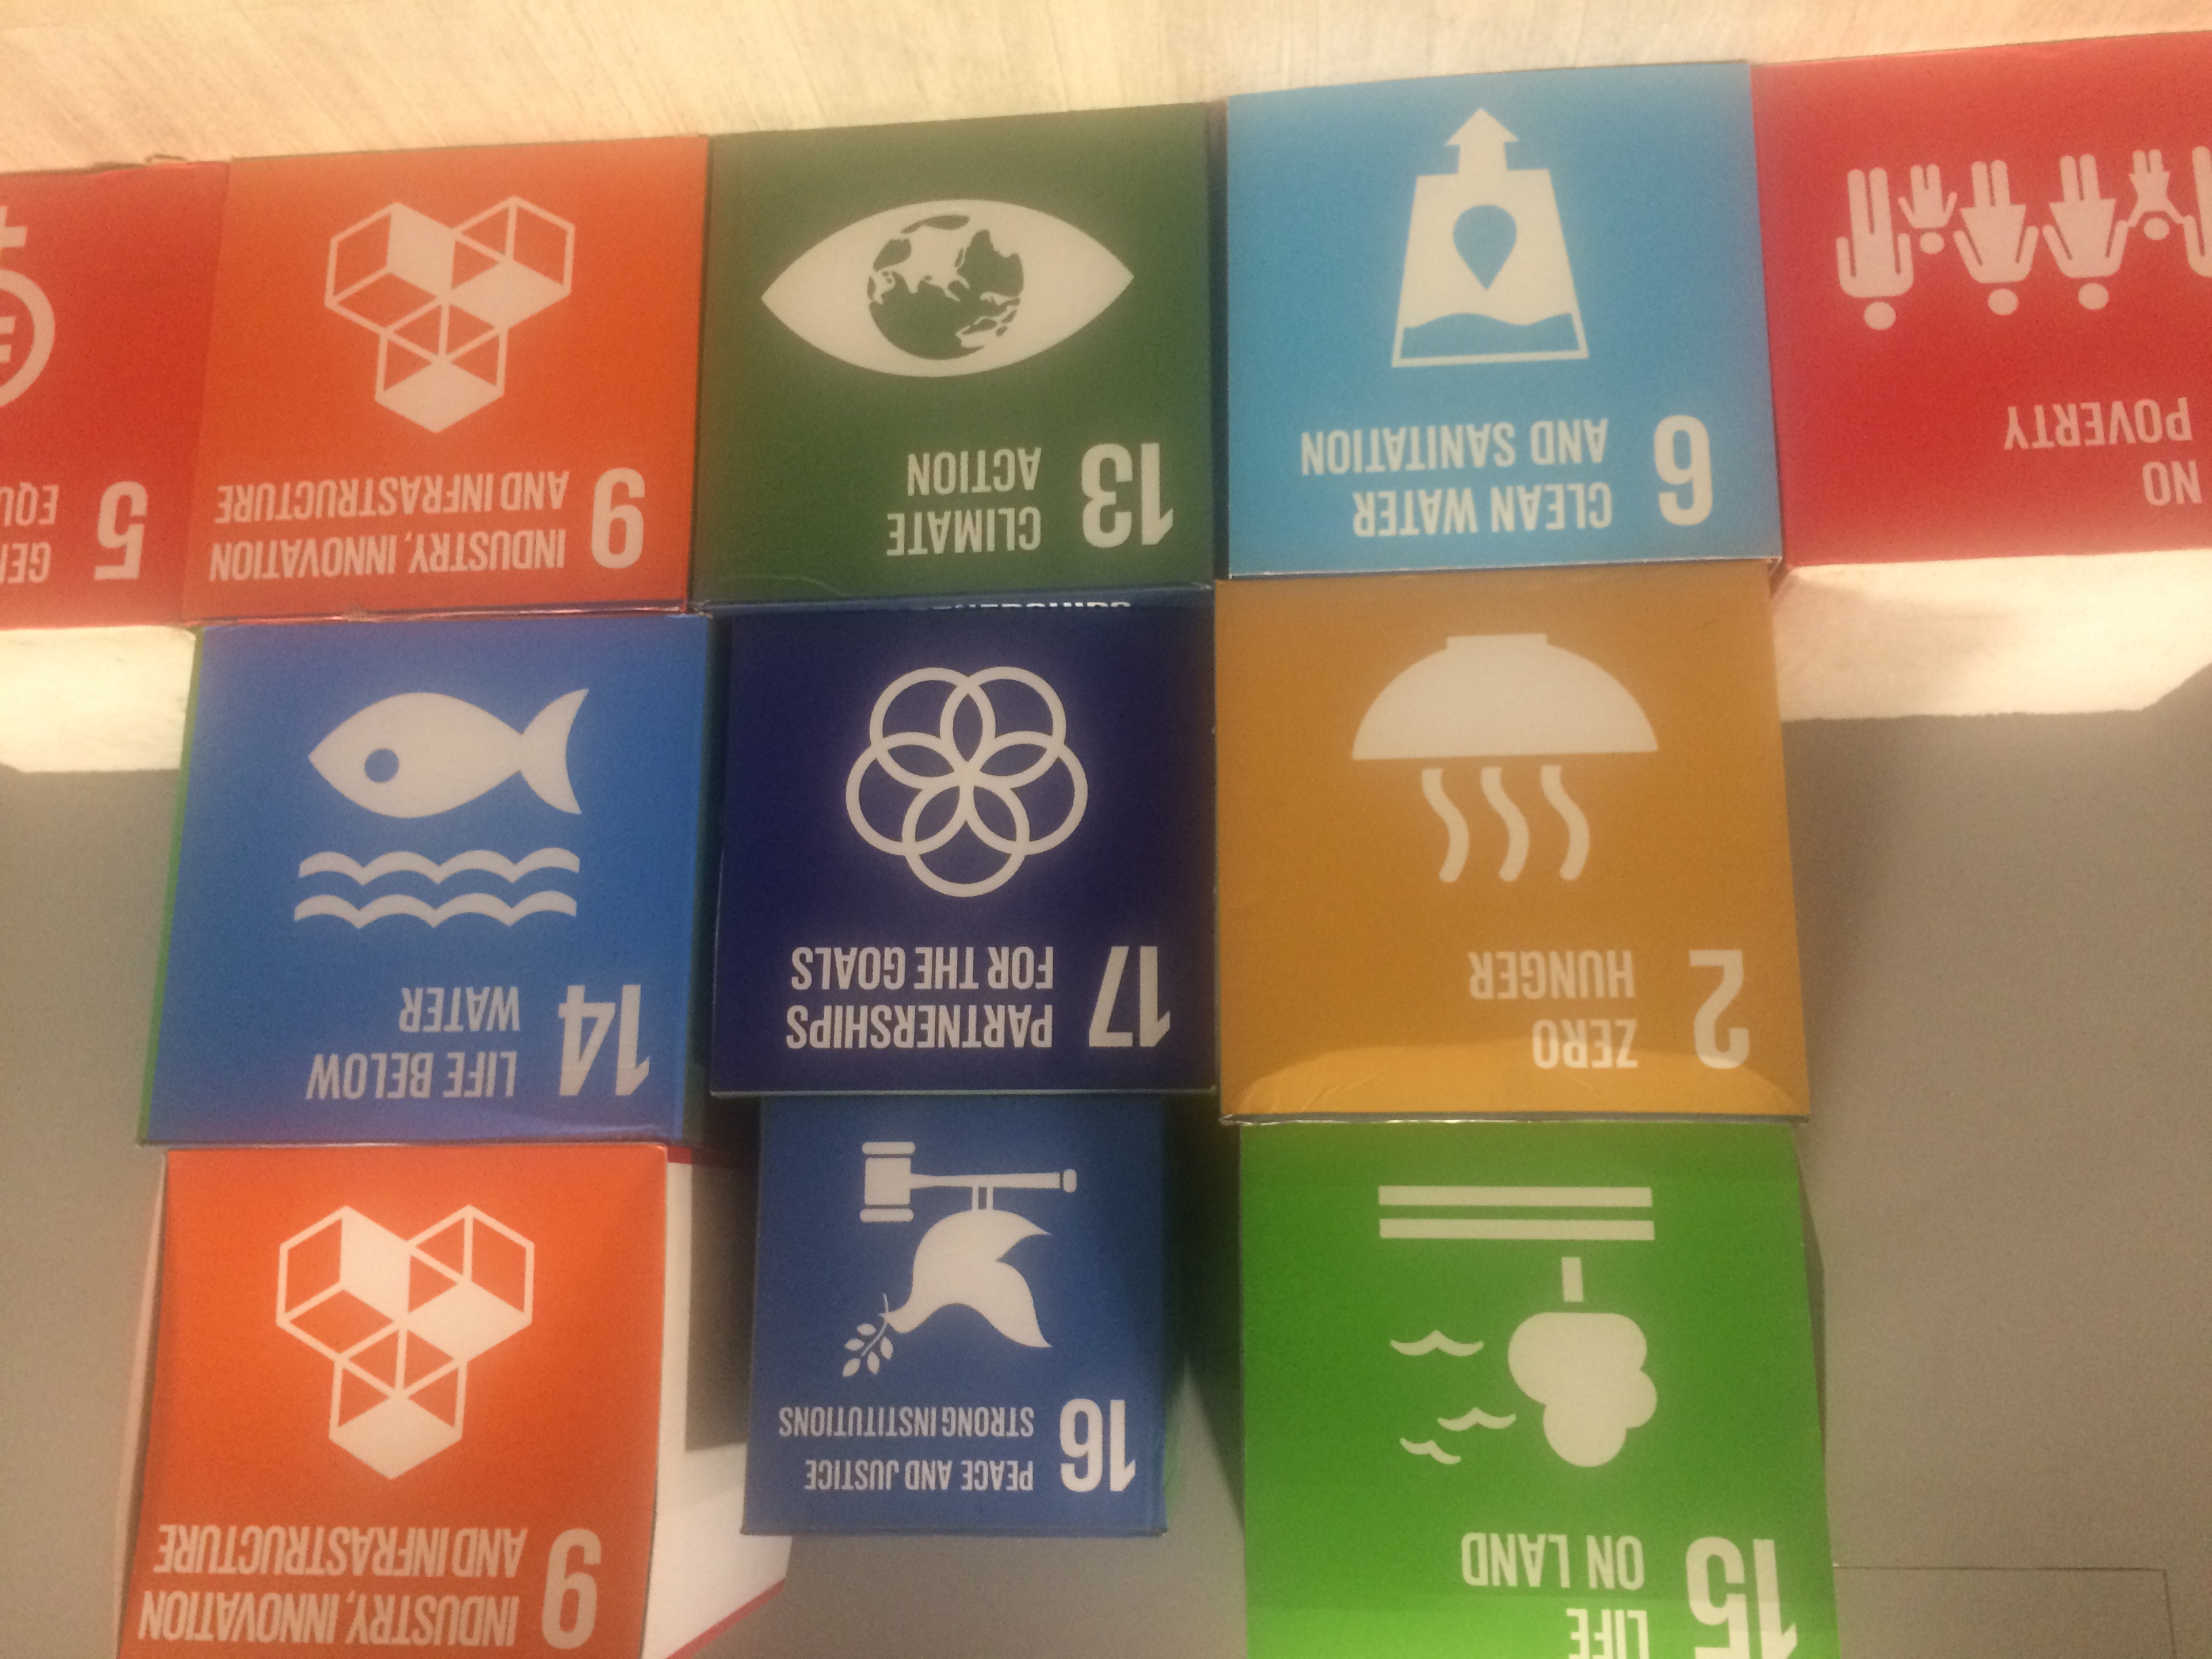 15 LIFE
ON LAND
16 PEACE AND JUSTICE
STRONG INSTITUTIONS
9 INDUSTRY, INNOVATION
AND INFRASTRUCTURE
2 ZERO
HUNGER
17 PARTNERSHIPS
FOR THE GOALS
14 LIFE BELOW
WATER
NO
POVERTY
6 CLEAN WATER
AND SANITATION
13 CLIMATE
ACTION
9 INDUSTRY, INNOVATION
AND INFRASTRUCTURE
5